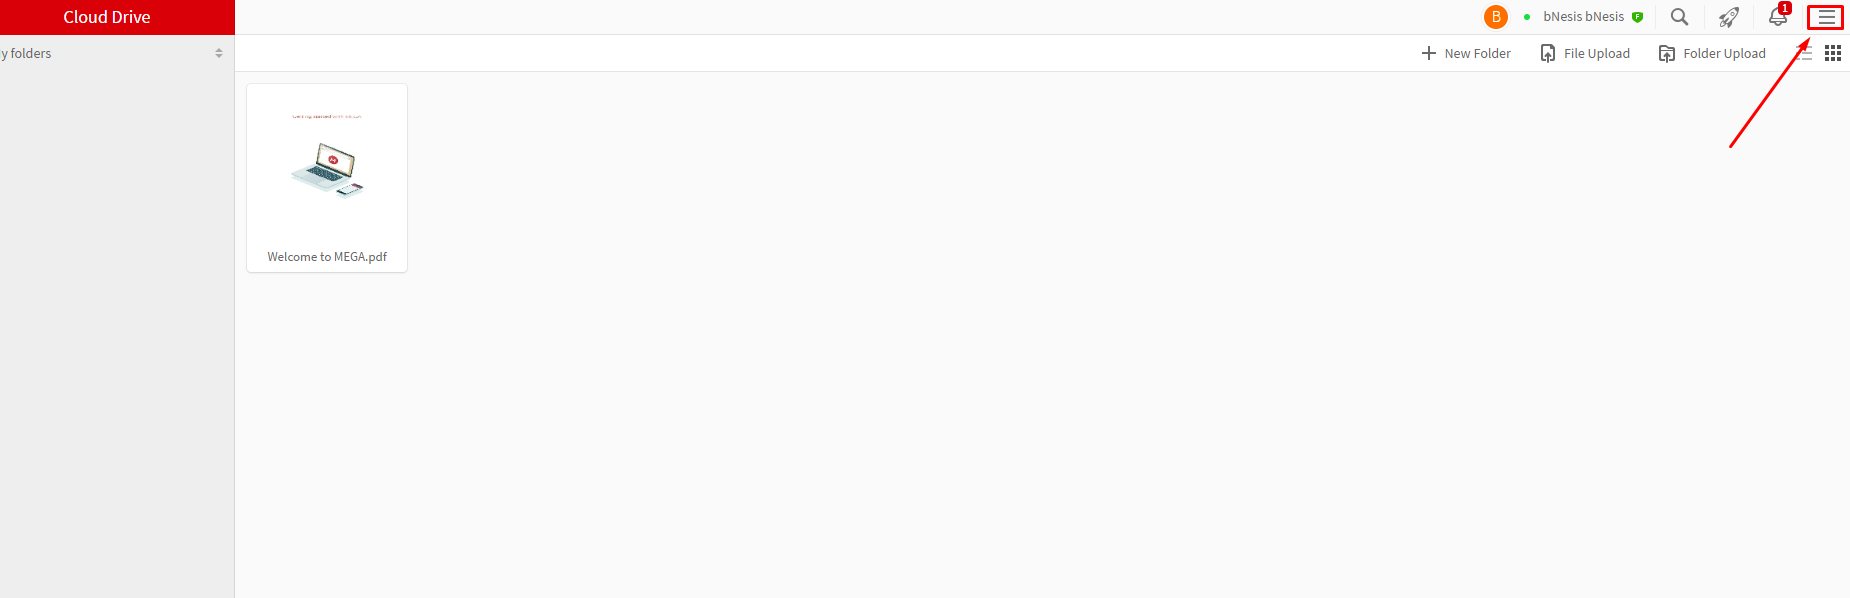 Cloud Drive
B
bNesis bNesis
F
1
y folders
New Folder
File Upload
Folder Upload
Welcome to MEGA.pdf